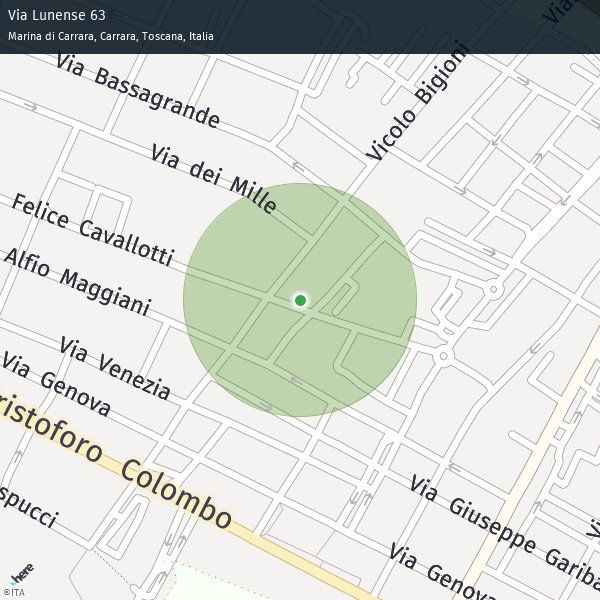 Via Lunense 63
Marina di Carrara, Carrara, Toscana, Italia
Via
Via Bassagrande
Vicolo Bigioni
Via dei Mille
Felice Cavallotti
Alfio Maggiani
Via Venezia
Via Genova
ristoforo Colombo
spucci
Via Giuseppe Gariba
Via Genova
here
©ITA